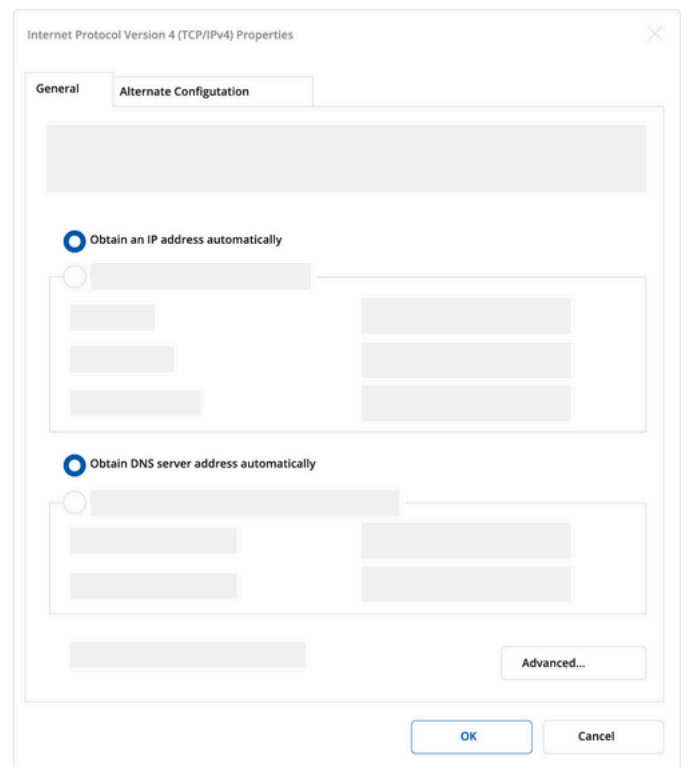 Internet Protocol Version 4 (TCP/IPv4) Properties
General
Alternate Configutation
Obtain an IP address automatically
Obtain DNS server address automatically
Advanced...
OK
Cancel